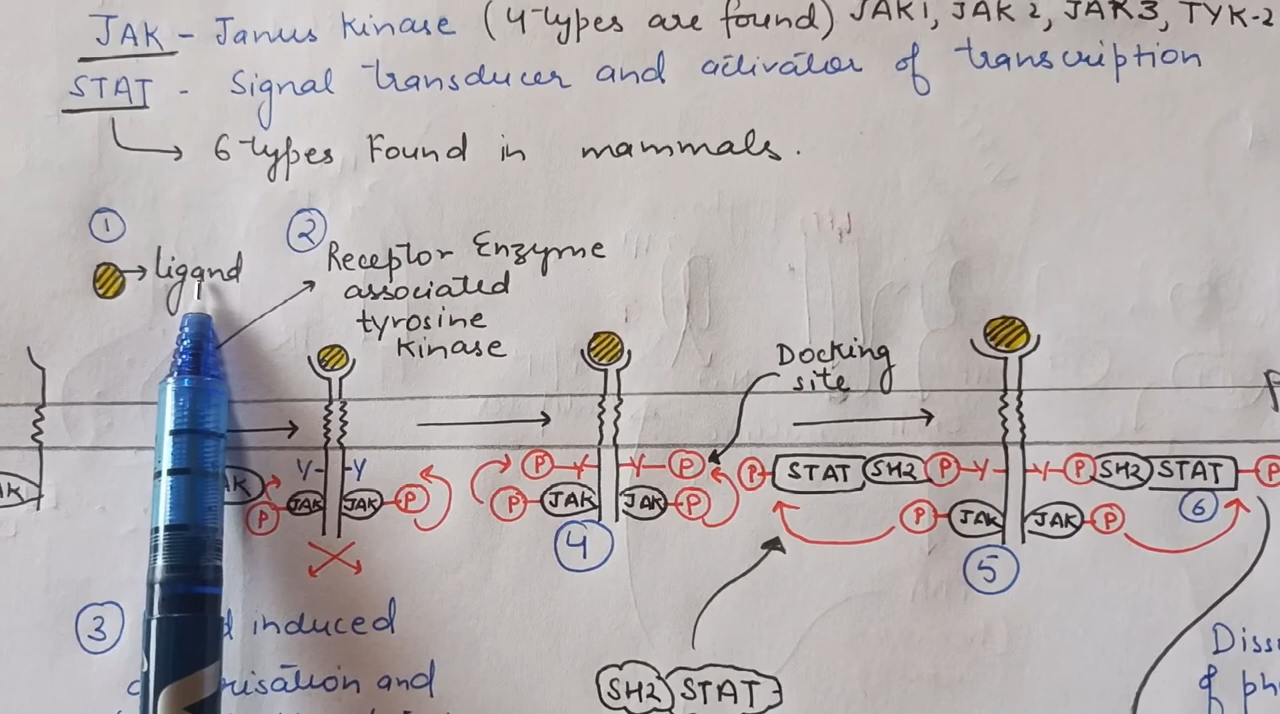 JAK - Janus Kinase (4-types are found) JAK1, JAK2, JAK3, TYK-2
STAT - Signal transducer and activator of transcription
6-types Found in mammals.
1
2
ligand
Receptor Enzyme
associated
tyrosine
Kinase
Docking
site
Y Y
P Y Y P
P STAT SH2 P Y Y P SH2 STAT P
P JAK JAK P
P JAK JAK P
P JAK JAK P
4
5
6
3
induced
and
SH2 STAT